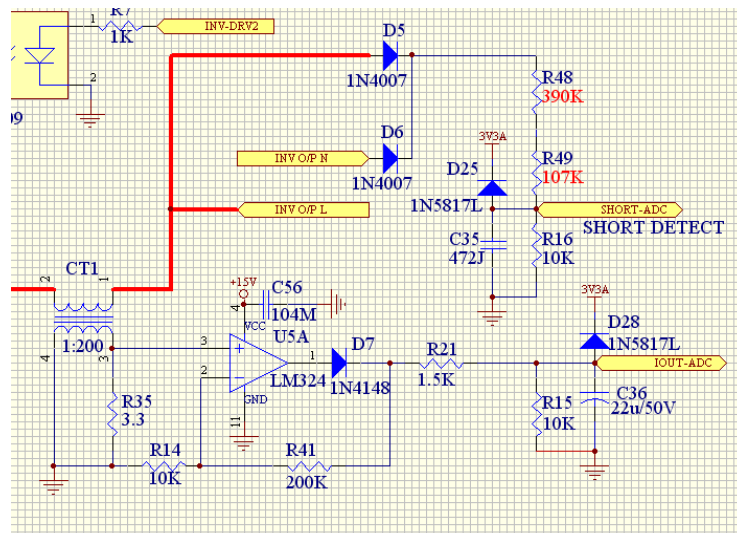 R7
1
1K
INV-DRV2
2
09
D5
1N4007
R48
390K
D6
INV O/P N
1N4007
3V3A
D25
R49
107K
1N5817L
INV O/P L
SHORT-ADC
SHORT DETECT
C35
472J
R16
10K
CT1
2
1
+15V
C56
104M
3V3A
4
VCC
U5A
D28
1N5817L
1:200
4
3
3
1
D7
2
LM324
1N4148
R21
1.5K
IOUT-ADC
GND
11
R35
3.3
C36
22u/50V
R15
10K
R14
10K
R41
200K